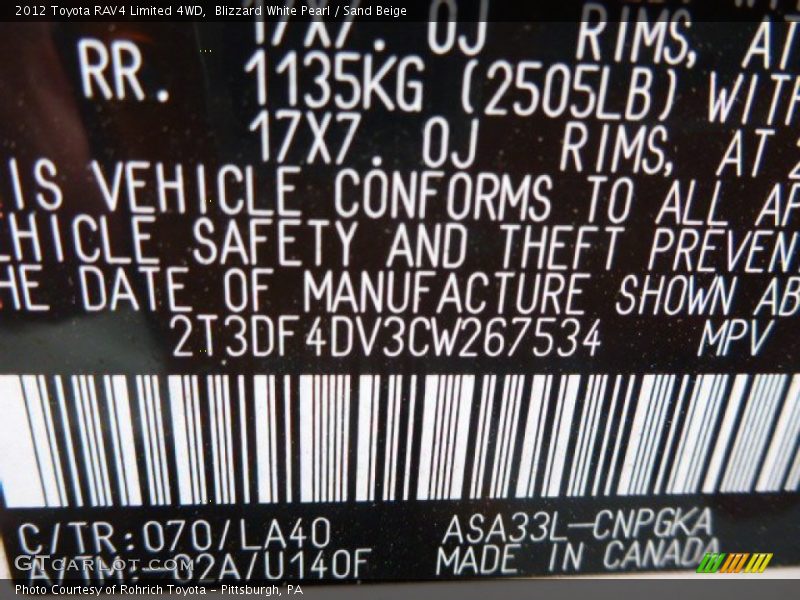 2012 Toyota RAV4 Limited 4WD, Blizzard White Pearl / Sand Beige
17X7. 0J RIMS, AT
RR. 1135KG (2505LB) WITH
17X7. 0J RIMS, AT 2
IS VEHICLE CONFORMS TO ALL AP
EHICLE SAFETY AND THEFT PREVEN
HE DATE OF MANUFACTURE SHOWN AB
2T3DF4DV3CW267534 MPV
C/TR:070/LA40 ASA33L-CNPGKA
A/TM:-02A/U140F MADE IN CANADA
GTcarlot.com
Photo Courtesy of Rohrich Toyota - Pittsburgh, PA